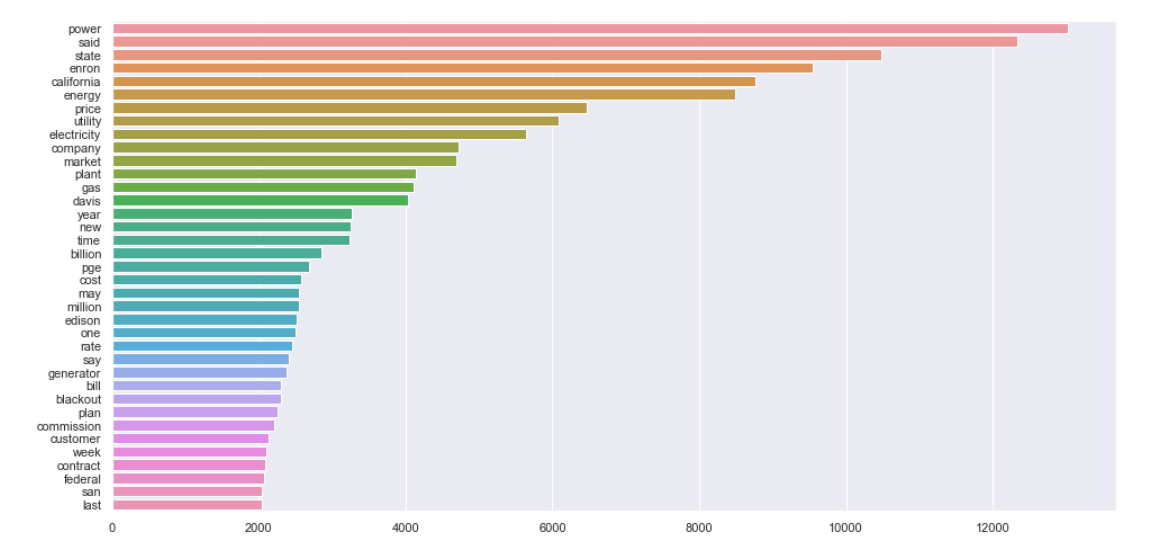 power
said
state
enron
california
energy
price
utility
electricity
company
market
plant
gas
davis
year
new
time
billion
pge
cost
may
million
edison
one
rate
say
generator
bill
blackout
plan
commission
customer
week
contract
federal
san
last
0 2000 4000 6000 8000 10000 12000